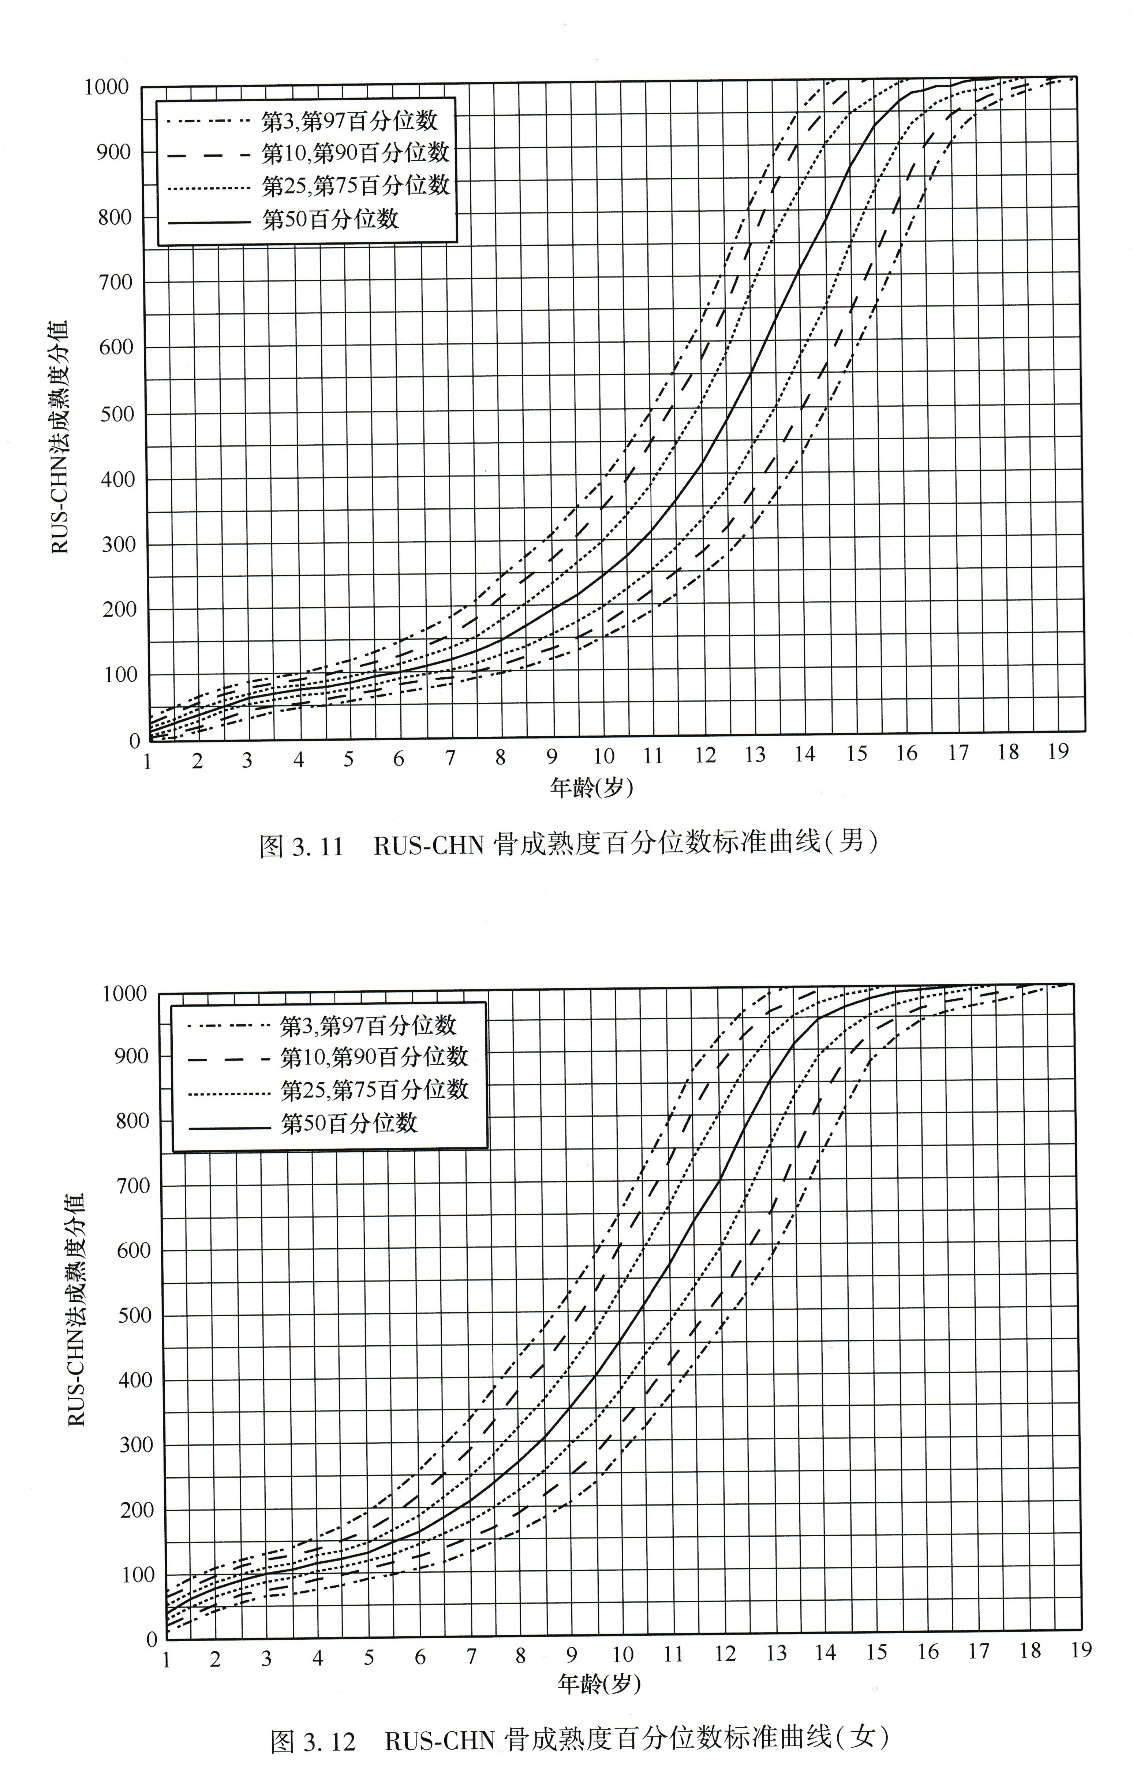 1000
900
800
700
600
500
400
300
200
100
0
第3,第97百分位数
第10,第90百分位数
第25,第75百分位数
第50百分位数
RUS-CHN法成熟度分值
1 2 3 4 5 6 7 8 9 10 11 12 13 14 15 16 17 18 19
年龄(岁)
图 3. 11 RUS-CHN 骨成熟度百分位数标准曲线(男)
1000
900
800
700
600
500
400
300
200
100
0
第3,第97百分位数
第10,第90百分位数
第25,第75百分位数
第50百分位数
RUS-CHN法成熟度分值
1 2 3 4 5 6 7 8 9 10 11 12 13 14 15 16 17 18 19
年龄(岁)
图 3. 12 RUS-CHN 骨成熟度百分位数标准曲线(女)